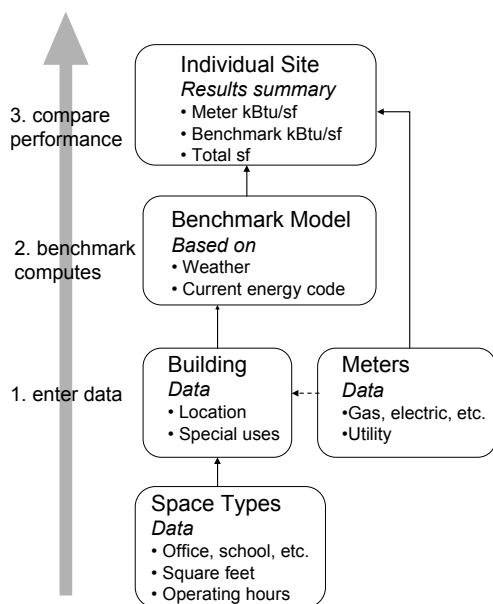 Individual Site
Results summary
• Meter kBtu/sf
• Benchmark kBtu/sf
• Total sf
3. compare
performance
Benchmark Model
Based on
• Weather
• Current energy code
2. benchmark
computes
Building
Data
• Location
• Special uses
Meters
Data
• Gas, electric, etc.
• Utility
1. enter data
Space Types
Data
• Office, school, etc.
• Square feet
• Operating hours